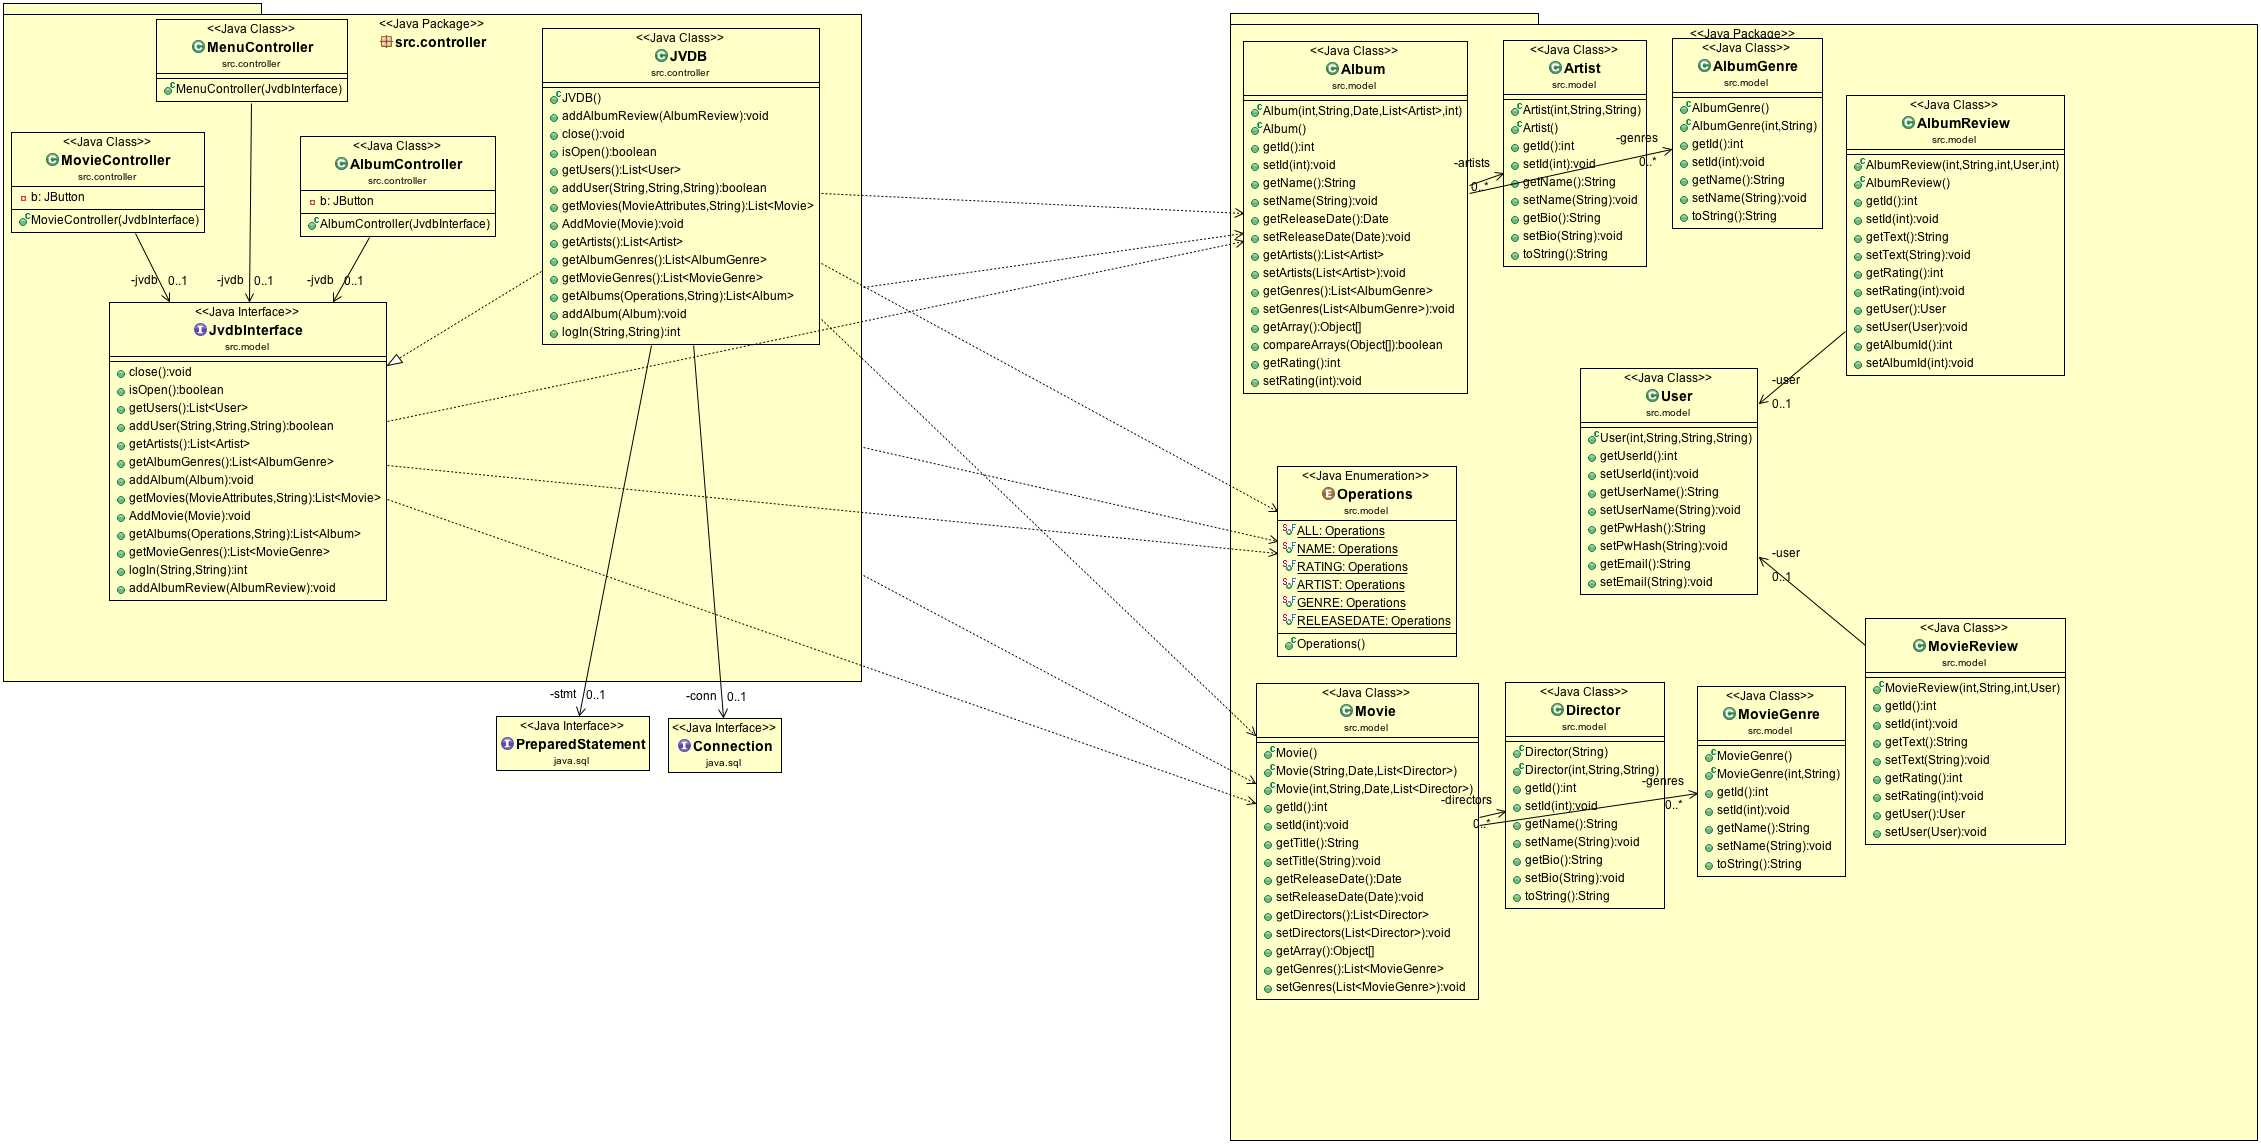 <<Java Package>>
src.controller
<<Java Class>>
MenuController
src.controller
MenuController(JvdbInterface)
<<Java Class>>
MovieController
src.controller
b: JButton
MovieController(JvdbInterface)
<<Java Class>>
AlbumController
src.controller
b: JButton
AlbumController(JvdbInterface)
<<Java Class>>
JVDB
src.controller
JVDB()
addAlbumReview(AlbumReview):void
close():void
isOpen():boolean
getUsers():List<User>
addUser(String,String,String):boolean
getMovies(MovieAttributes,String):List<Movie>
AddMovie(Movie):void
getArtists():List<Artist>
getAlbumGenres():List<AlbumGenre>
getMovieGenres():List<MovieGenre>
getAlbums(Operations,String):List<Album>
addAlbum(Album):void
logIn(String,String):int
-jvdb 0..1
-jvdb 0..1
-jvdb 0..1
<<Java Interface>>
JvdbInterface
src.model
close():void
isOpen():boolean
getUsers():List<User>
addUser(String,String,String):boolean
getArtists():List<Artist>
getAlbumGenres():List<AlbumGenre>
addAlbum(Album):void
getMovies(MovieAttributes,String):List<Movie>
AddMovie(Movie):void
getAlbums(Operations,String):List<Album>
getMovieGenres():List<MovieGenre>
logIn(String,String):int
addAlbumReview(AlbumReview):void
-stmt 0..1
-conn 0..1
<<Java Interface>>
PreparedStatement
java.sql
<<Java Interface>>
Connection
java.sql
<<Java Package>>
<<Java Class>>
Album
src.model
Album(int,String,Date,List<Artist>,int)
Album()
getId():int
setId(int):void
getName():String
setName(String):void
getReleaseDate():Date
setReleaseDate(Date):void
getArtists():List<Artist>
setArtists(List<Artist>):void
getGenres():List<AlbumGenre>
setGenres(List<AlbumGenre>):void
getArray():Object[]
compareArrays(Object[]):boolean
getRating():int
setRating(int):void
-artists
0..*
<<Java Class>>
Artist
src.model
Artist(int,String,String)
Artist()
getId():int
setId(int):void
getName():String
setName(String):void
getBio():String
setBio(String):void
toString():String
-genres
0..*
<<Java Class>>
AlbumGenre
src.model
AlbumGenre()
AlbumGenre(int,String)
getId():int
setId(int):void
getName():String
setName(String):void
toString():String
<<Java Class>>
AlbumReview
src.model
AlbumReview(int,String,int,User,int)
AlbumReview()
getId():int
setId(int):void
getText():String
setText(String):void
getRating():int
setRating(int):void
getUser():User
setUser(User):void
getAlbumId():int
setAlbumId(int):void
-user
0..1
<<Java Class>>
User
src.model
User(int,String,String,String)
getUserId():int
setUserId(int):void
getUserName():String
setUserName(String):void
getPwHash():String
setPwHash(String):void
getEmail():String
setEmail(String):void
-user
0..1
<<Java Enumeration>>
Operations
src.model
ALL: Operations
NAME: Operations
RATING: Operations
ARTIST: Operations
GENRE: Operations
RELEASEDATE: Operations
Operations()
<<Java Class>>
Movie
src.model
Movie()
Movie(String,Date,List<Director>)
Movie(int,String,Date,List<Director>)
getId():int
setId(int):void
getTitle():String
setTitle(String):void
getReleaseDate():Date
setReleaseDate(Date):void
getDirectors():List<Director>
setDirectors(List<Director>):void
getArray():Object[]
getGenres():List<MovieGenre>
setGenres(List<MovieGenre>):void
-directors
0..*
<<Java Class>>
Director
src.model
Director(String)
Director(int,String,String)
getId():int
setId(int):void
getName():String
setName(String):void
getBio():String
setBio(String):void
toString():String
-genres
0..*
<<Java Class>>
MovieGenre
src.model
MovieGenre()
MovieGenre(int,String)
getId():int
setId(int):void
getName():String
setName(String):void
toString():String
<<Java Class>>
MovieReview
src.model
MovieReview(int,String,int,User)
getId():int
setId(int):void
getText():String
setText(String):void
getRating():int
setRating(int):void
getUser():User
setUser(User):void